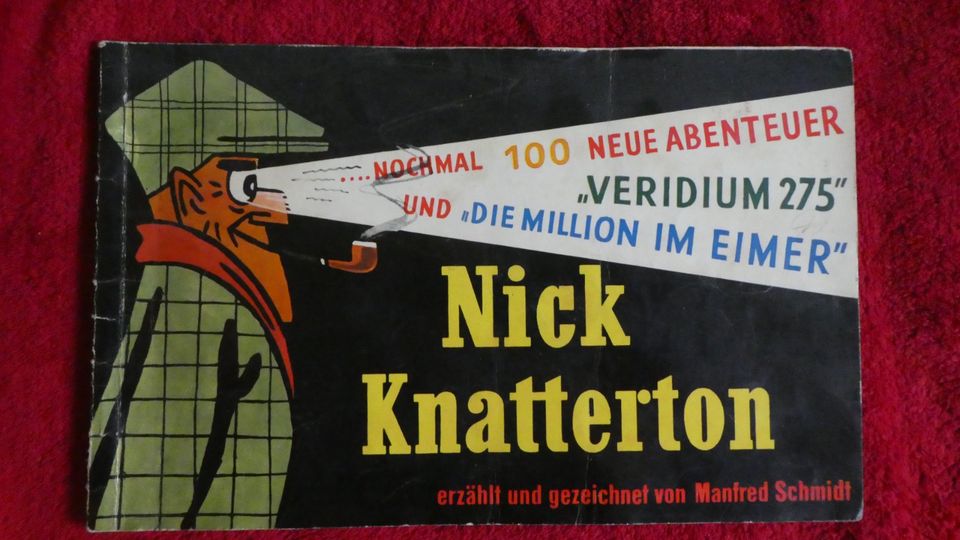 ....NOCHMAL 100 NEUE ABENTEUER
„VERIDIUM 275”
UND „DIE MILLION IM EIMER”
Nick
Knatterton
erzählt und gezeichnet von Manfred Schmidt